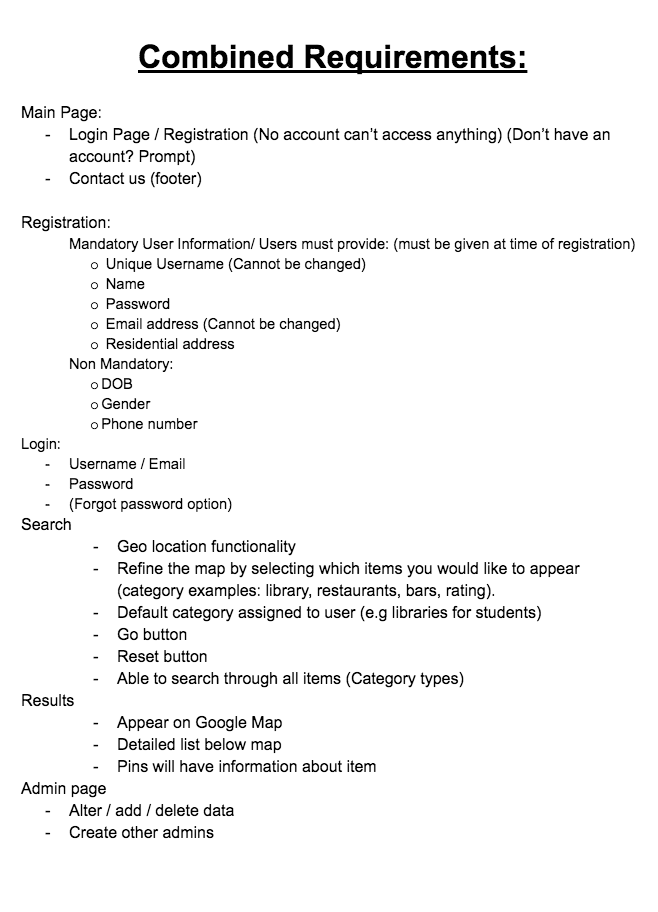 Combined Requirements:
Main Page:
- Login Page / Registration (No account can't access anything) (Don't have an
account? Prompt)
- Contact us (footer)
Registration:
Mandatory User Information/ Users must provide: (must be given at time of registration)
o Unique Username (Cannot be changed)
o Name
o Password
o Email address (Cannot be changed)
o Residential address
Non Mandatory:
o DOB
o Gender
o Phone number
Login:
- Username / Email
- Password
- (Forgot password option)
Search
- Geo location functionality
- Refine the map by selecting which items you would like to appear
(category examples: library, restaurants, bars, rating).
- Default category assigned to user (e.g libraries for students)
- Go button
- Reset button
- Able to search through all items (Category types)
Results
- Appear on Google Map
- Detailed list below map
- Pins will have information about item
Admin page
- Alter / add / delete data
- Create other admins